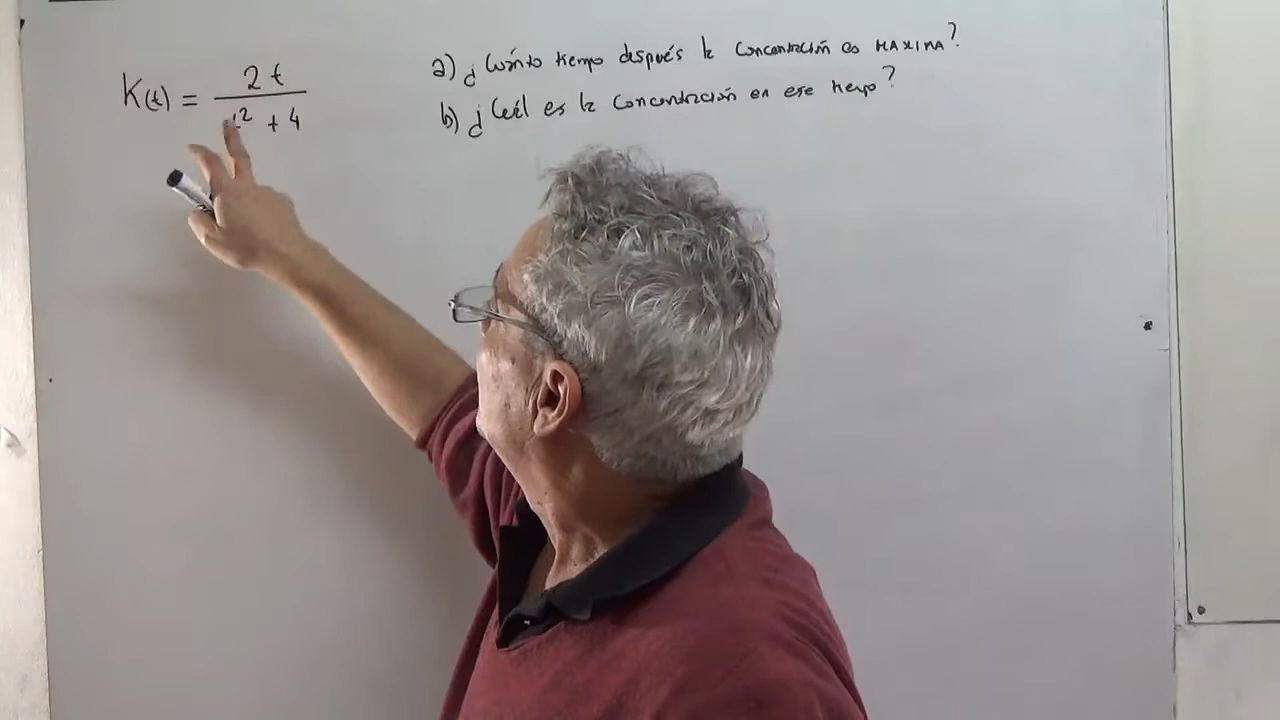 K(t) = 2t / t² + 4
a) ¿Cuánto tiempo después la concentración es MAXIMA?
b) ¿Cuál es la concentración en ese tiempo?